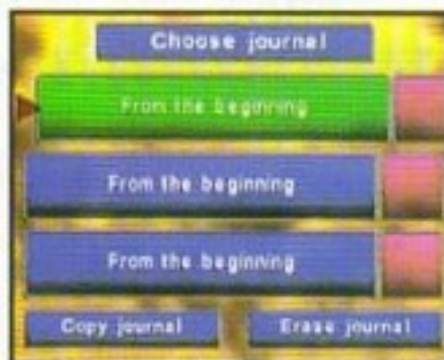 Choose journal
From the beginning
From the beginning
From the beginning
Copy journal
Erase journal